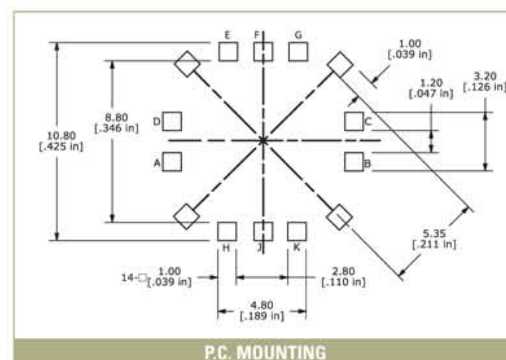 E F G
1.00
[.039 in]
1.20
[.047 in]
3.20
[.126 in]
10.80
[.425 in]
8.80
[.346 in]
D
C
A
B
5.35
[.211 in]
H J K
14-□ 1.00
[.039 in]
2.80
[.110 in]
4.80
[.189 in]
P.C. MOUNTING